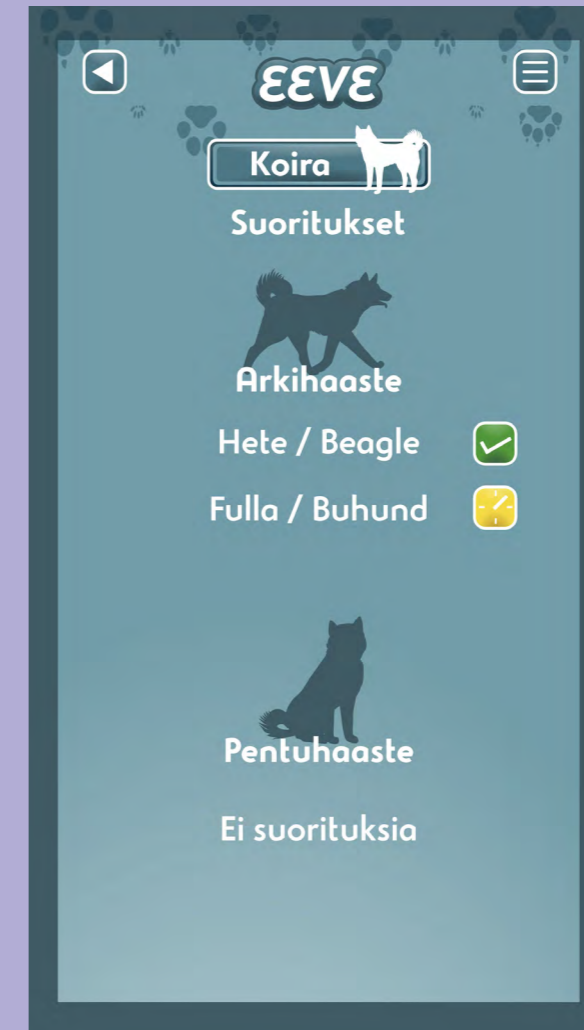 EEVE
Koira
Suoritukset
Arkihaaste
Hete / Beagle
Fulla / Buhund
Pentuhaaste
Ei suorituksia